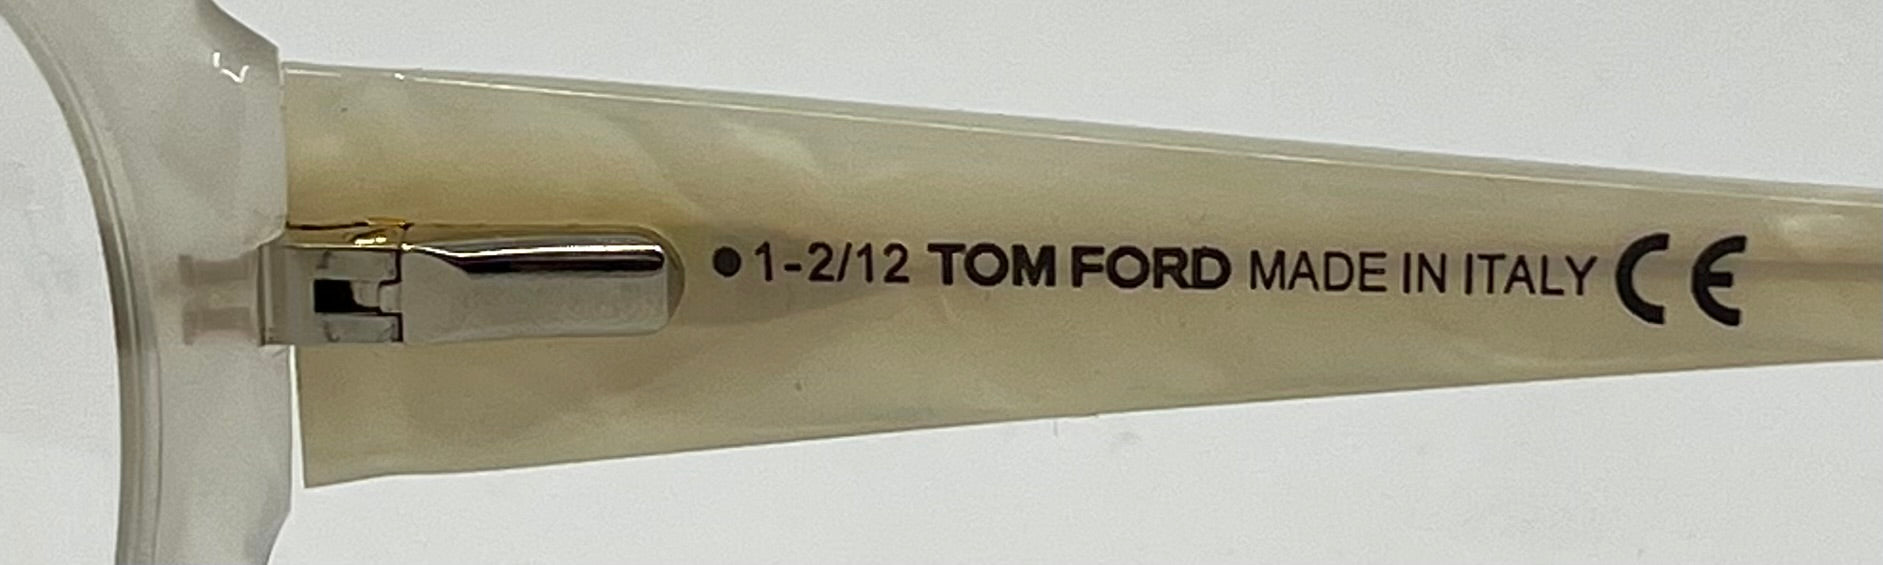 ●1-2/12 TOM FORD MADE IN ITALY CE